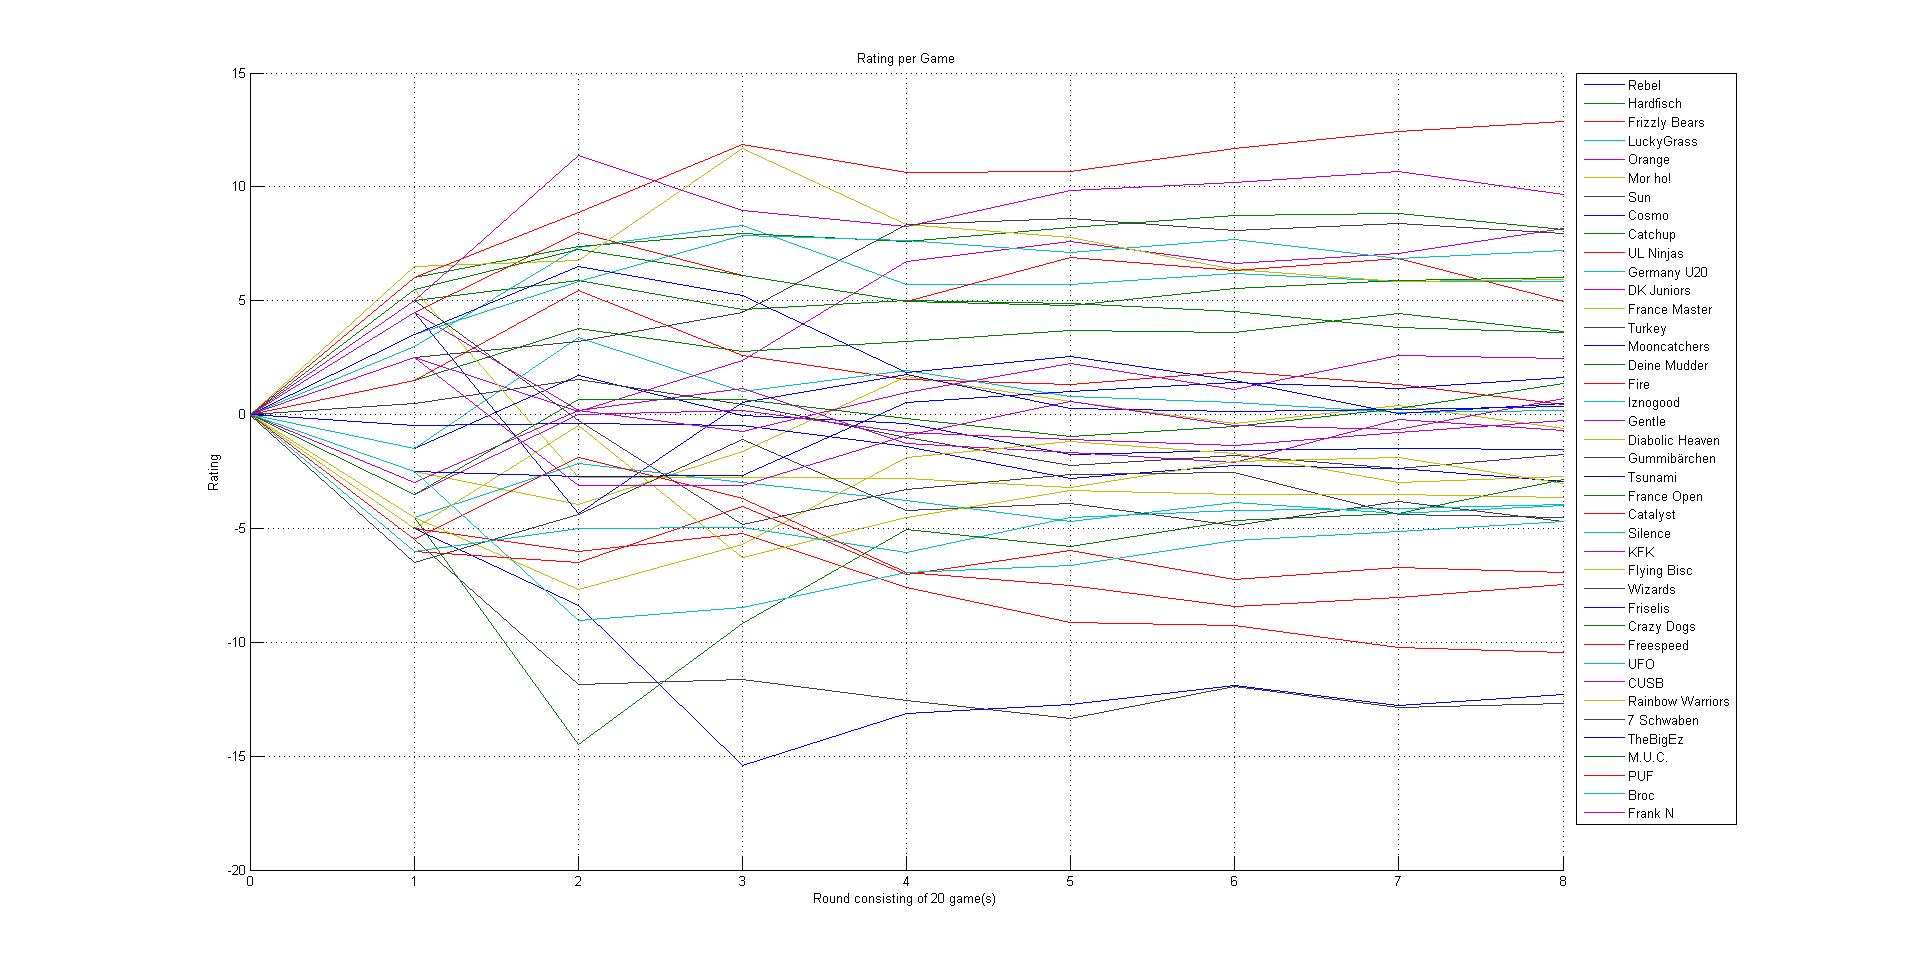 Rating per Game
15
10
5
0
-5
-10
-15
-20
Rating
0 1 2 3 4 5 6 7 8
Round consisting of 20 game(s)
Rebel
Hardfisch
Frizzly Bears
LuckyGrass
Orange
Mor ho!
Sun
Cosmo
Catchup
UL Ninjas
Germany U20
DK Juniors
France Master
Turkey
Mooncatchers
Deine Mudder
Fire
Iznogood
Gentle
Diabolic Heaven
Gummibärchen
Tsunami
France Open
Catalyst
Silence
KFK
Flying Bisc
Wizards
Friselis
Crazy Dogs
Freespeed
UFO
CUSB
Rainbow Warriors
7 Schwaben
TheBigEz
M.U.C.
PUF
Broc
Frank N